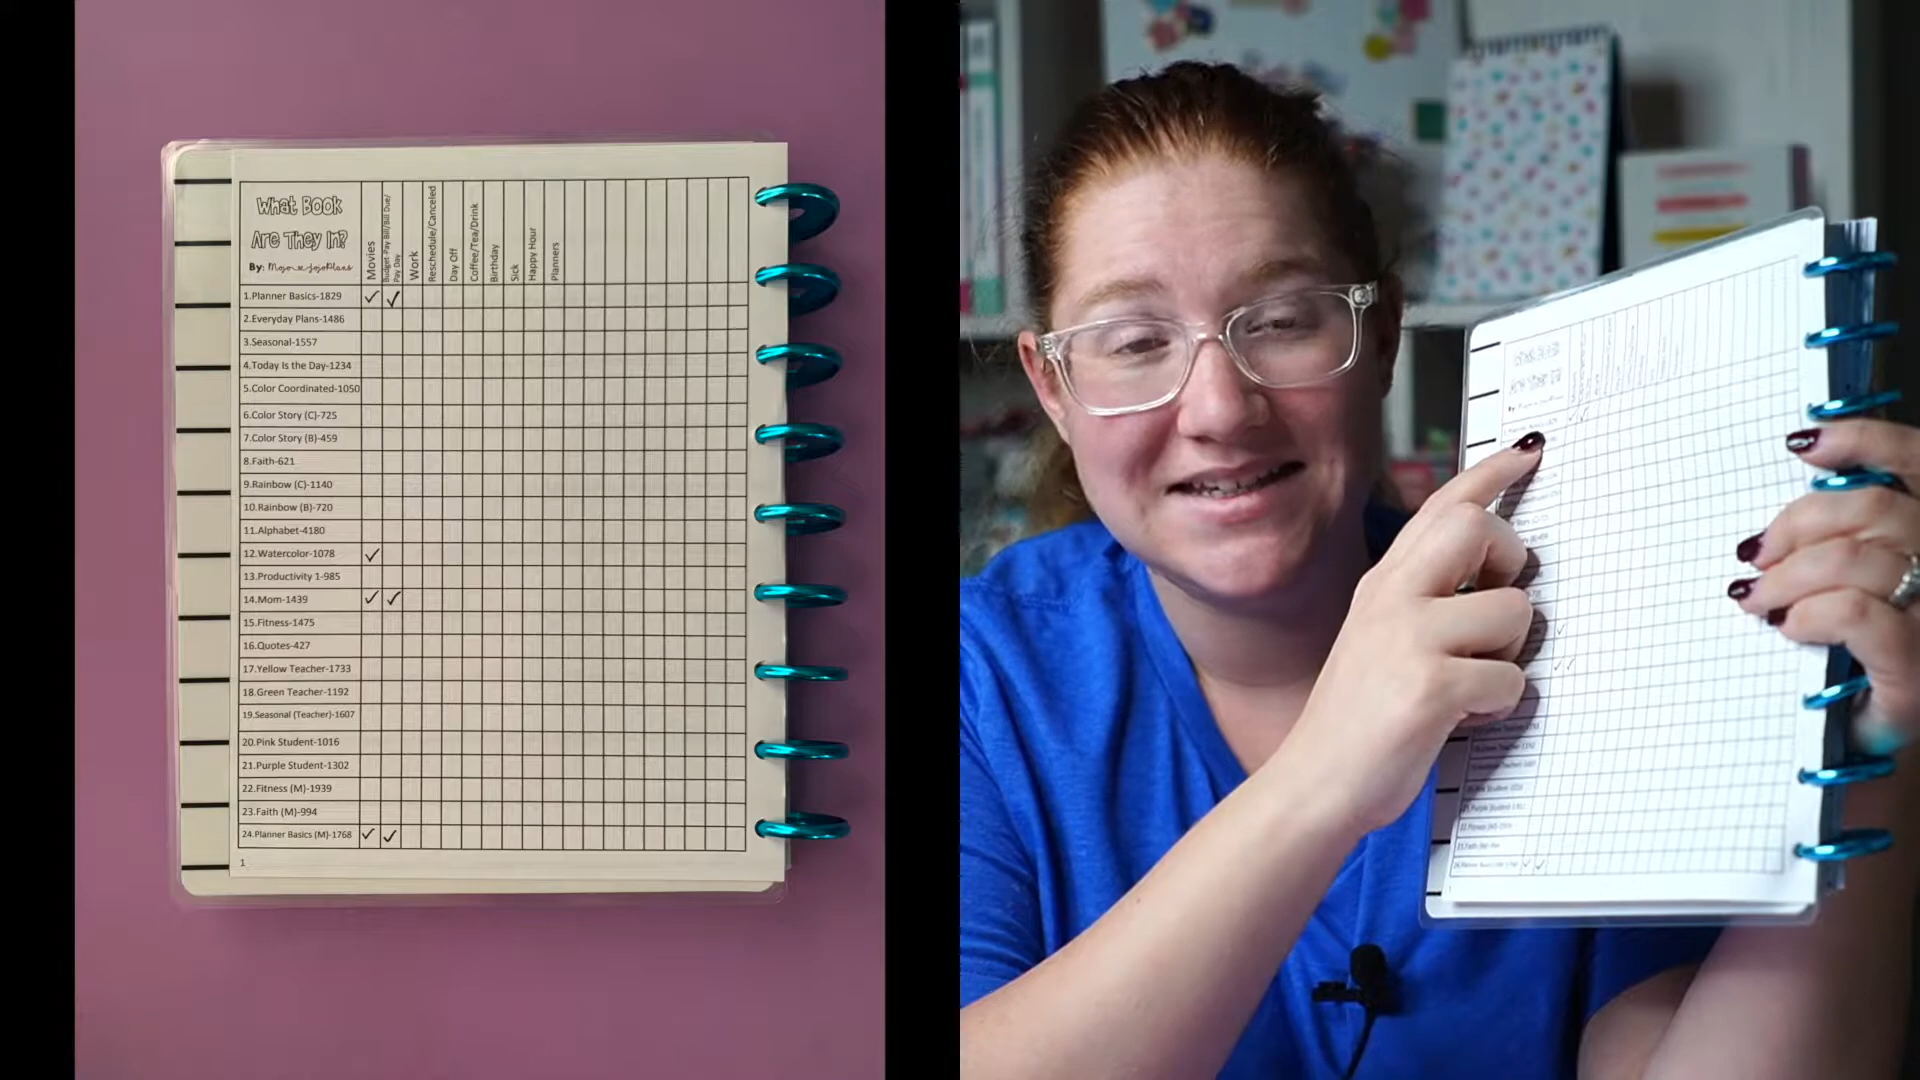 What Book
Are They In?
By: MojoJojoPlans
Movies
Budget Pay Bill/Bill Due/
Pay Day
Work
Reschedule/Canceled
Day Off
Coffee/Tea/Drink
Birthday
Sick
Happy Hour
Planners
1.Planner Basics-1829
2.Everyday Plans-1486
3.Seasonal-1557
4.Today Is the Day-1234
5.Color Coordinated-1050
6.Color Story (C)-725
7.Color Story (B)-459
8.Faith-621
9.Rainbow (C)-1140
10.Rainbow (B)-720
11.Alphabet-4180
12.Watercolor-1078
13.Productivity 1-985
14.Mom-1439
15.Fitness-1475
16.Quotes-427
17.Yellow Teacher-1733
18.Green Teacher-1192
19.Seasonal (Teacher)-1607
20.Pink Student-1016
21.Purple Student-1302
22.Fitness (M)-1939
23.Faith (M)-994
24.Planner Basics (M)-1768
1